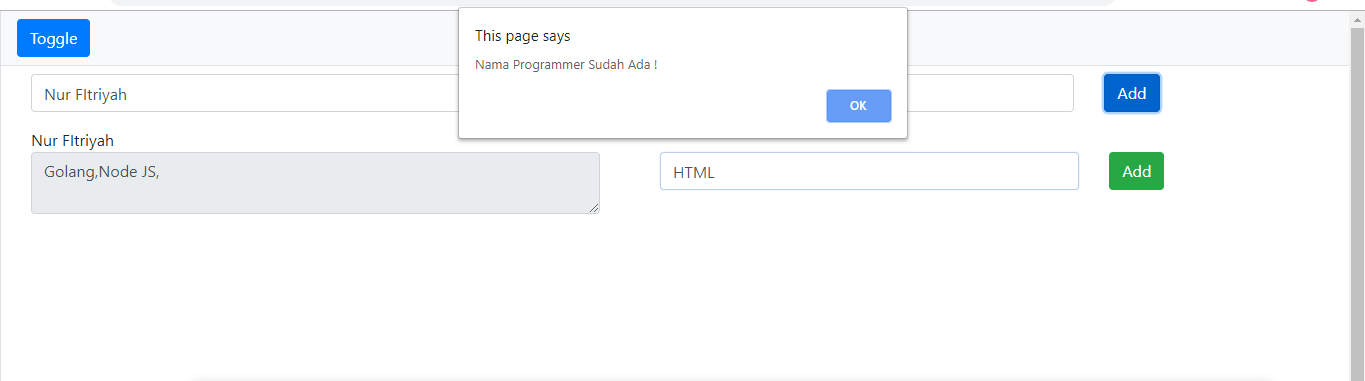 This page says
Nama Programmer Sudah Ada !
OK
Toggle
Nur FItriyah
Add
Nur FItriyah
Golang,Node JS,
HTML
Add